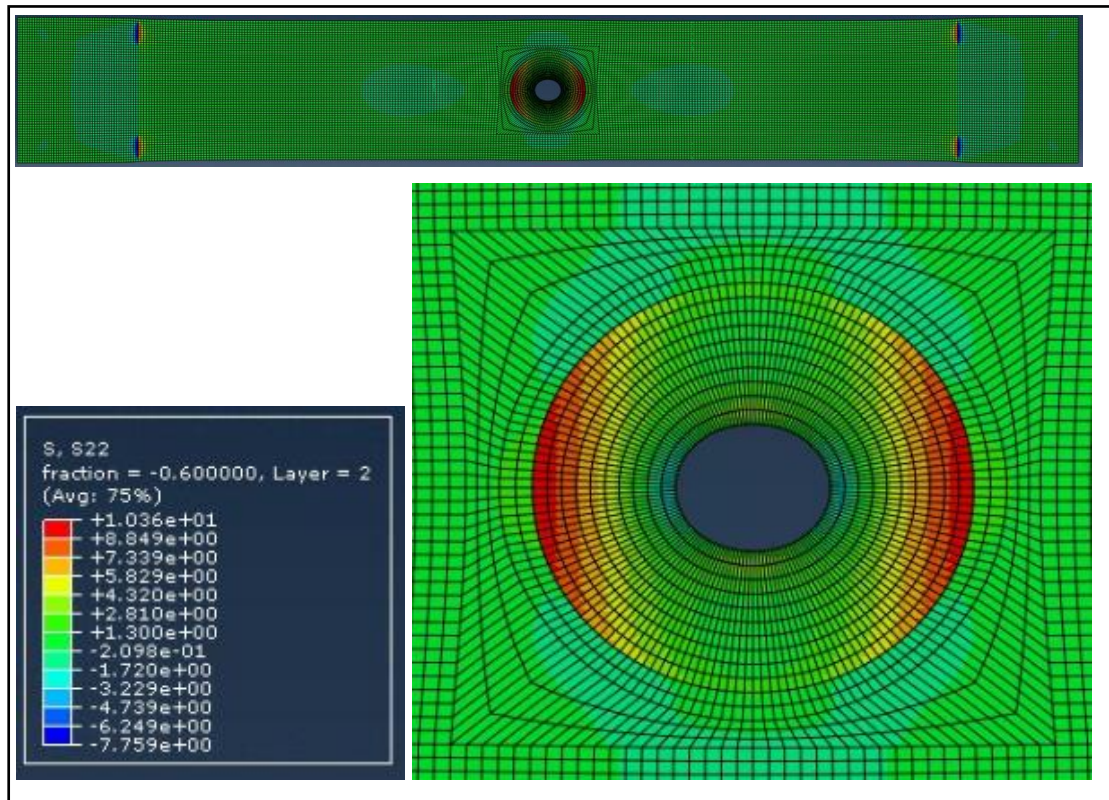 S, S22
fraction = -0.600000, Layer = 2
(Avg: 75%)
+1.036e+01
+8.849e+00
+7.339e+00
+5.829e+00
+4.320e+00
+2.810e+00
+1.300e+00
-2.098e-01
-1.720e+00
-3.229e+00
-4.739e+00
-6.249e+00
-7.759e+00